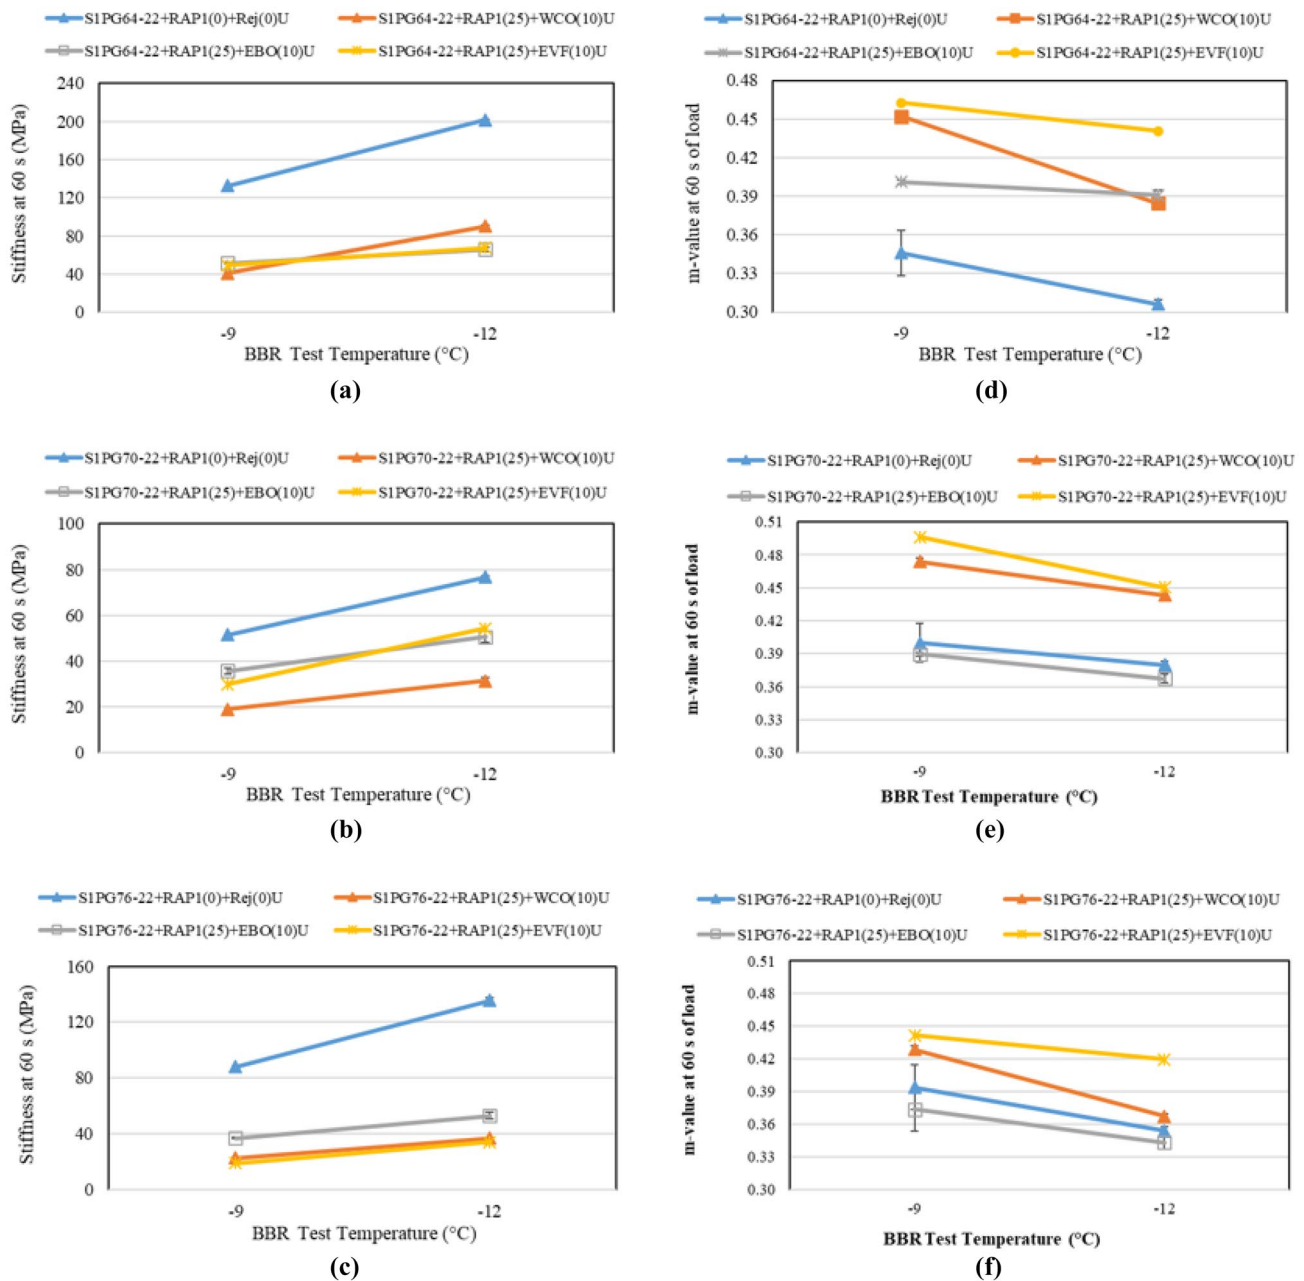 S1PG64-22+RAP1(0)+Rej(0)U
S1PG64-22+RAP1(25)+WCO(10)U
S1PG64-22+RAP1(25)+EBO(10)U
S1PG64-22+RAP1(25)+EVF(10)U
Stiffness at 60 s (MPa)
240
200
160
120
80
40
0
-9 -12
BBR Test Temperature (°C)
(a)
S1PG64-22+RAP1(0)+Rej(0)U
S1PG64-22+RAP1(25)+WCO(10)U
S1PG64-22+RAP1(25)+EBO(10)U
S1PG64-22+RAP1(25)+EVF(10)U
m-value at 60 s of load
0.48
0.45
0.42
0.39
0.36
0.33
0.30
-9 -12
BBR Test Temperature (°C)
(d)
S1PG70-22+RAP1(0)+Rej(0)U
S1PG70-22+RAP1(25)+WCO(10)U
S1PG70-22+RAP1(25)+EBO(10)U
S1PG70-22+RAP1(25)+EVF(10)U
Stiffness at 60 s (MPa)
100
80
60
40
20
0
-9 -12
BBR Test Temperature (°C)
(b)
S1PG70-22+RAP1(0)+Rej(0)U
S1PG70-22+RAP1(25)+WCO(10)U
S1PG70-22+RAP1(25)+EBO(10)U
S1PG70-22+RAP1(25)+EVF(10)U
m-value at 60 s of load
0.51
0.48
0.45
0.42
0.39
0.36
0.33
0.30
-9 -12
BBR Test Temperature (°C)
(e)
S1PG76-22+RAP1(0)+Rej(0)U
S1PG76-22+RAP1(25)+WCO(10)U
S1PG76-22+RAP1(25)+EBO(10)U
S1PG76-22+RAP1(25)+EVF(10)U
Stiffness at 60 s (MPa)
160
120
80
40
0
-9 -12
BBR Test Temperature (°C)
(c)
S1PG76-22+RAP1(0)+Rej(0)U
S1PG76-22+RAP1(25)+WCO(10)U
S1PG76-22+RAP1(25)+EBO(10)U
S1PG76-22+RAP1(25)+EVF(10)U
m-value at 60 s of load
0.51
0.48
0.45
0.42
0.39
0.36
0.33
0.30
-9 -12
BBR Test Temperature (°C)
(f)